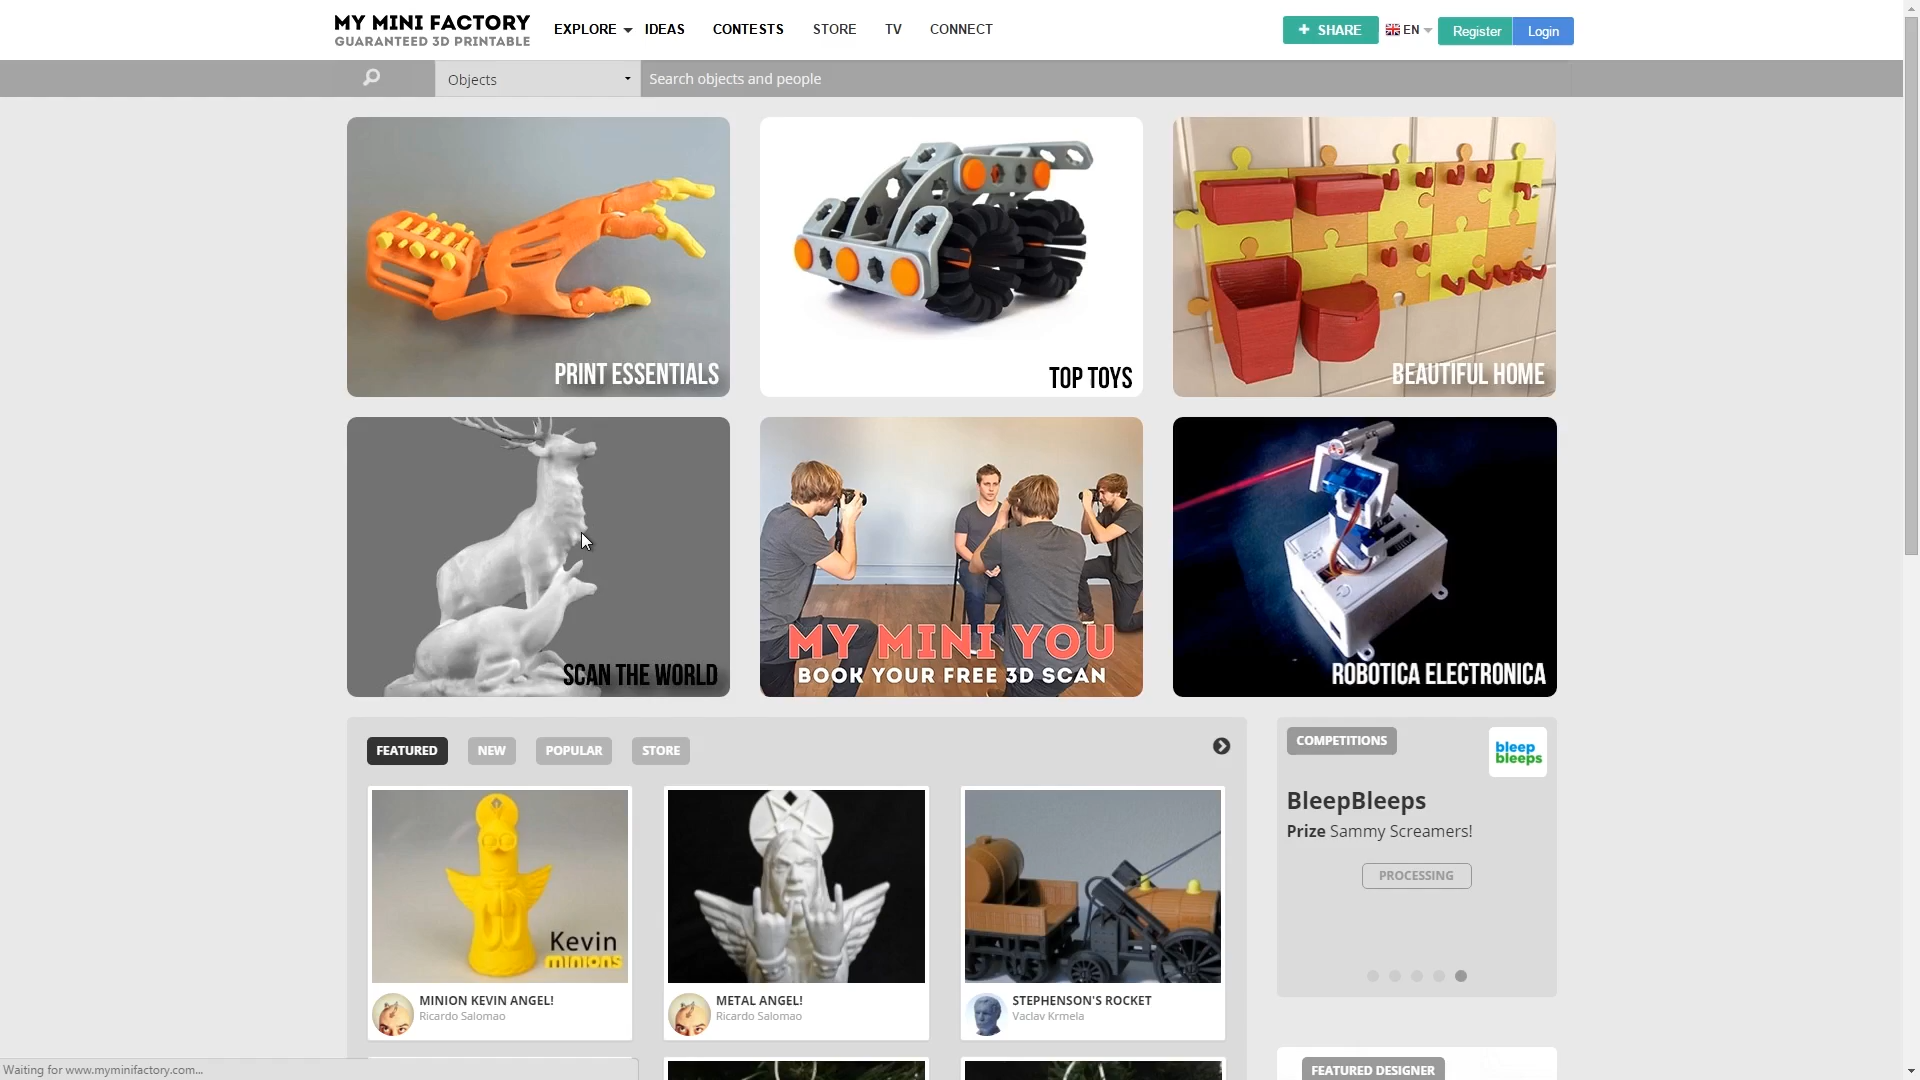 MY MINI FACTORY
GUARANTEED 3D PRINTABLE
EXPLORE IDEAS CONTESTS STORE TV CONNECT
+ SHARE EN Register Login
Objects Search objects and people
PRINT ESSENTIALS
TOP TOYS
BEAUTIFUL HOME
SCAN THE WORLD
MY MINI YOU
BOOK YOUR FREE 3D SCAN
ROBOTICA ELECTRONICA
FEATURED NEW POPULAR STORE
COMPETITIONS
bleep
bleeps
BleepBleeps
Prize Sammy Screamers!
PROCESSING
Kevin
minions
MINION KEVIN ANGEL!
Ricardo Salomao
METAL ANGEL!
Ricardo Salomao
STEPHENSON'S ROCKET
Vaclav Krmela
FEATURED DESIGNER
Waiting for www.myminifactory.com...